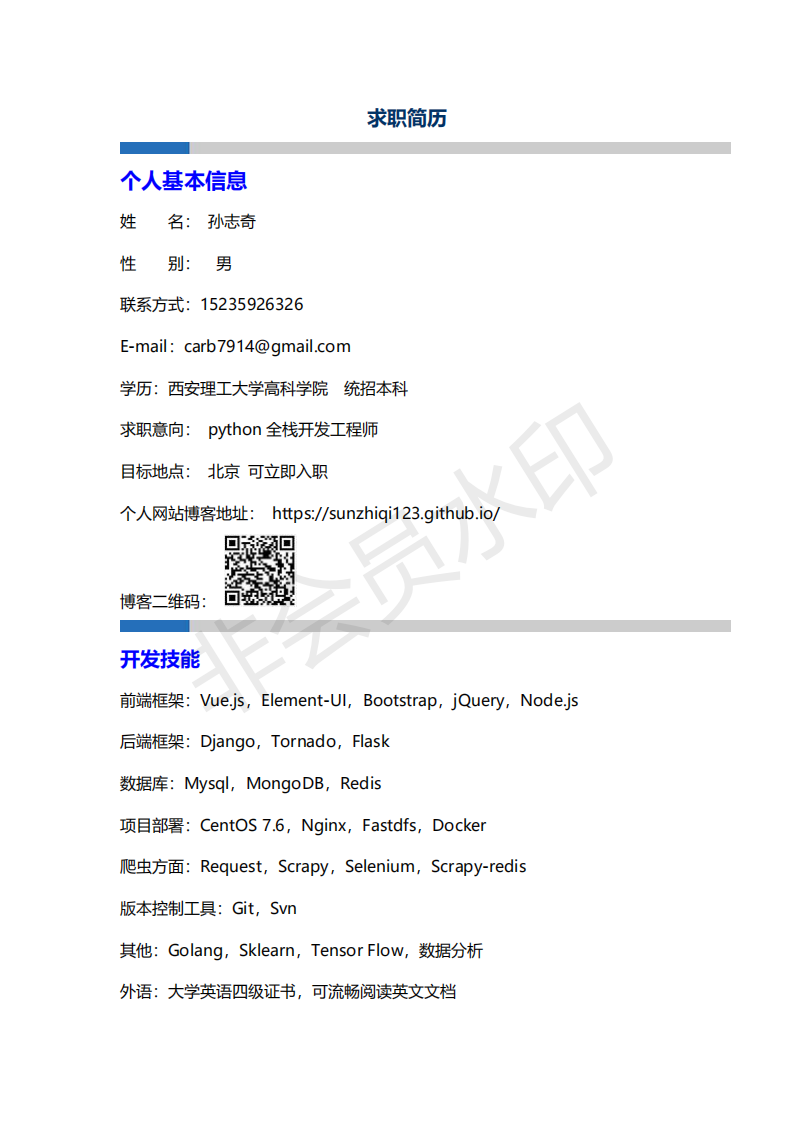 求职简历
个人基本信息
姓　　名： 孙志奇
性　　别： 男
联系方式：15235926326
E-mail：carb7914@gmail.com
学历：西安理工大学高科学院　统招本科
求职意向： python 全栈开发工程师
目标地点： 北京 可立即入职
个人网站博客地址： https://sunzhiqi123.github.io/
博客二维码：
开发技能
前端框架：Vue.js，Element-UI，Bootstrap，jQuery，Node.js
后端框架：Django，Tornado，Flask
数据库：Mysql，MongoDB，Redis
项目部署：CentOS 7.6，Nginx，Fastdfs，Docker
爬虫方面：Request，Scrapy，Selenium，Scrapy-redis
版本控制工具：Git，Svn
其他：Golang，Sklearn，Tensor Flow，数据分析
外语：大学英语四级证书，可流畅阅读英文文档
非会员水印